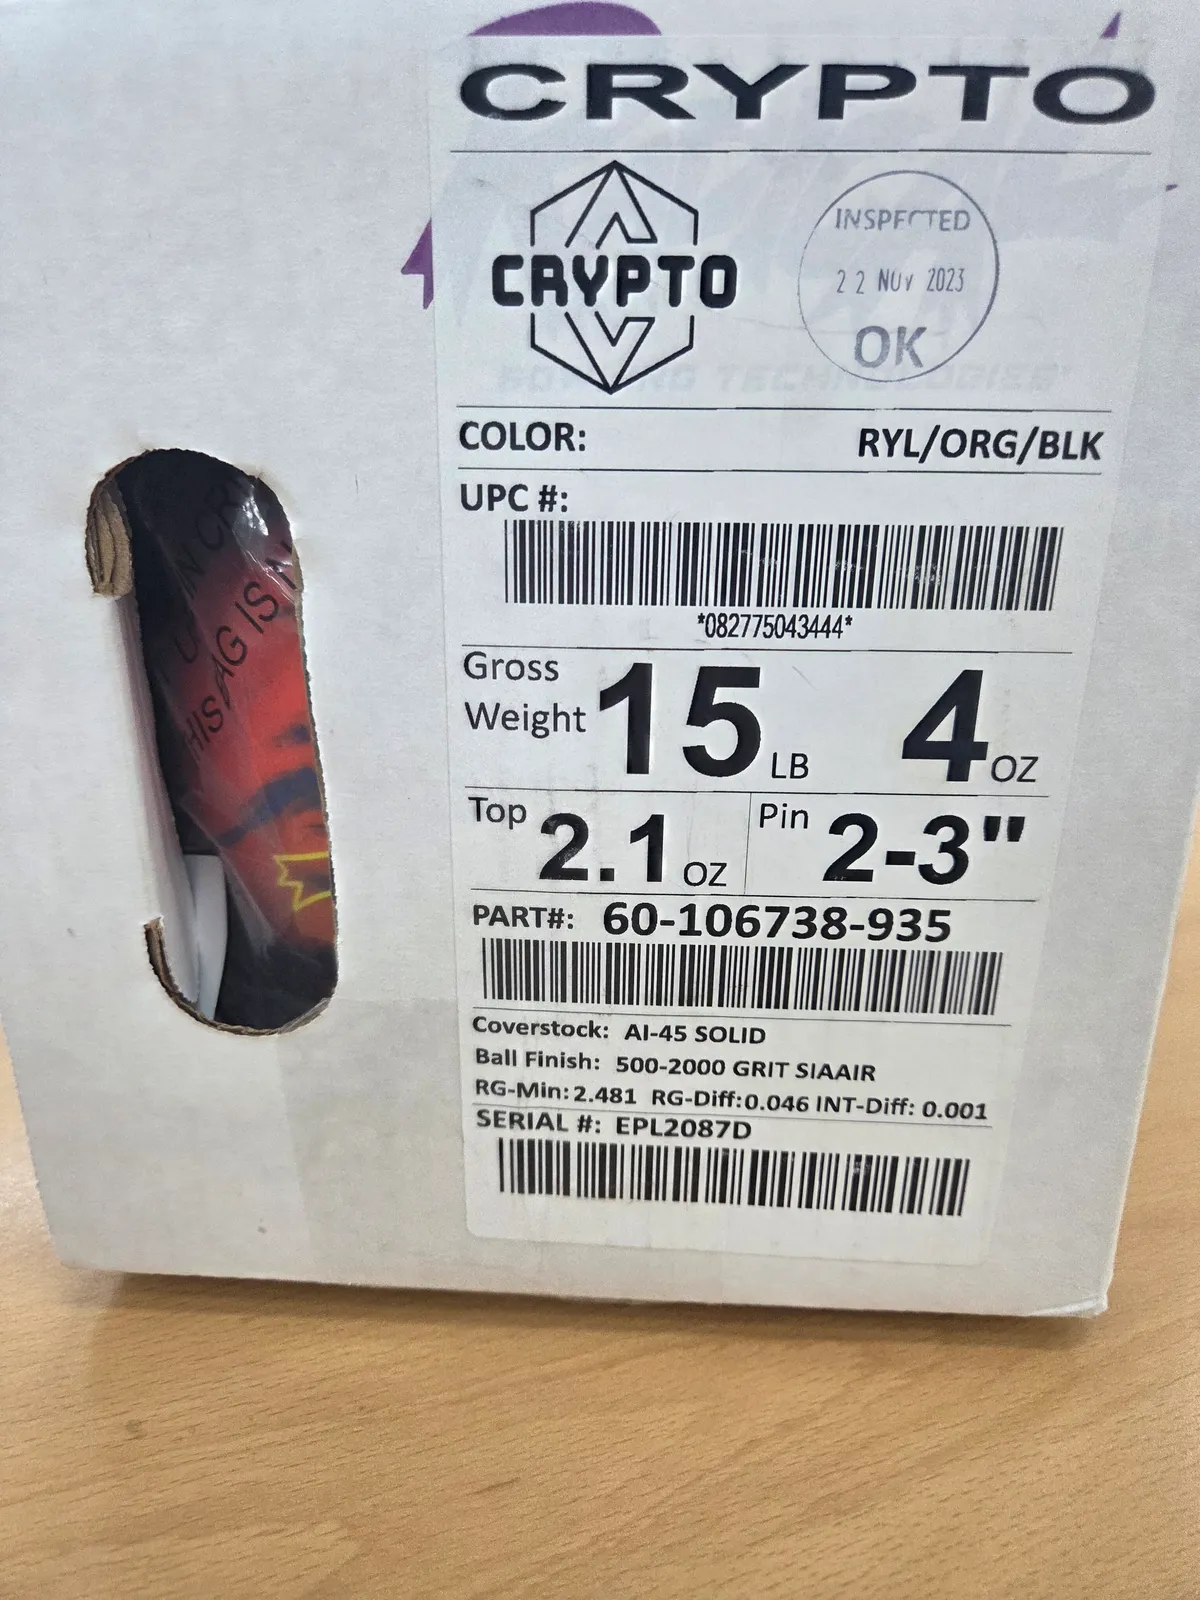 CRYPTO
CRYPTO
INSPECTED
22 NOV 2023
OK
COLOR: RYL/ORG/BLK
UPC #:
*082775043444*
Gross Weight 15 LB 4 OZ
Top 2.1 OZ Pin 2-3"
PART#: 60-106738-935
Coverstock: AI-45 SOLID
Ball Finish: 500-2000 GRIT SIAAIR
RG-Min: 2.481 RG-Diff: 0.046 INT-Diff: 0.001
SERIAL #: EPL2087D